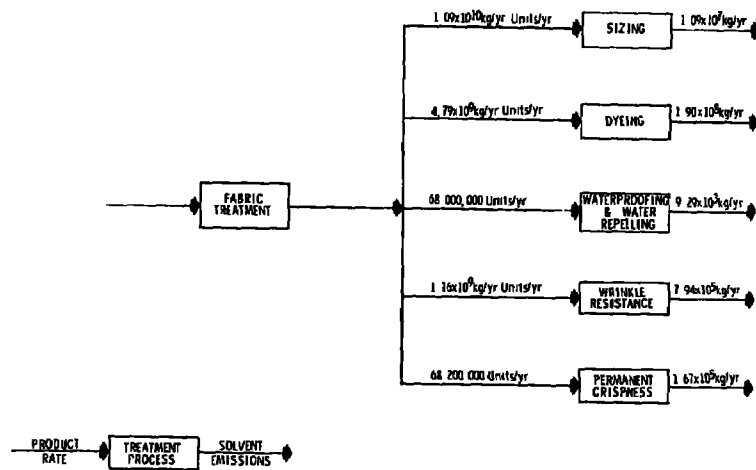 1 09x10¹⁰kg/yr Units/yr
SIZING
1 09x10⁷kg/yr
4.79x10⁹kg/yr Units/yr
DYEING
1 90x10⁸kg/yr
FABRIC
TREATMENT
68 000,000 Units/yr
WATERPROOFING
& WATER
REPELLING
9 29x10³kg/yr
1 16x10⁹kg/yr Units/yr
WRINKLE
RESISTANCE
7 94x10⁵kg/yr
68 200 000 Units/yr
PERMANENT
CRISPNESS
1 67x10⁵kg/yr
PRODUCT
RATE
TREATMENT
PROCESS
SOLVENT
EMISSIONS